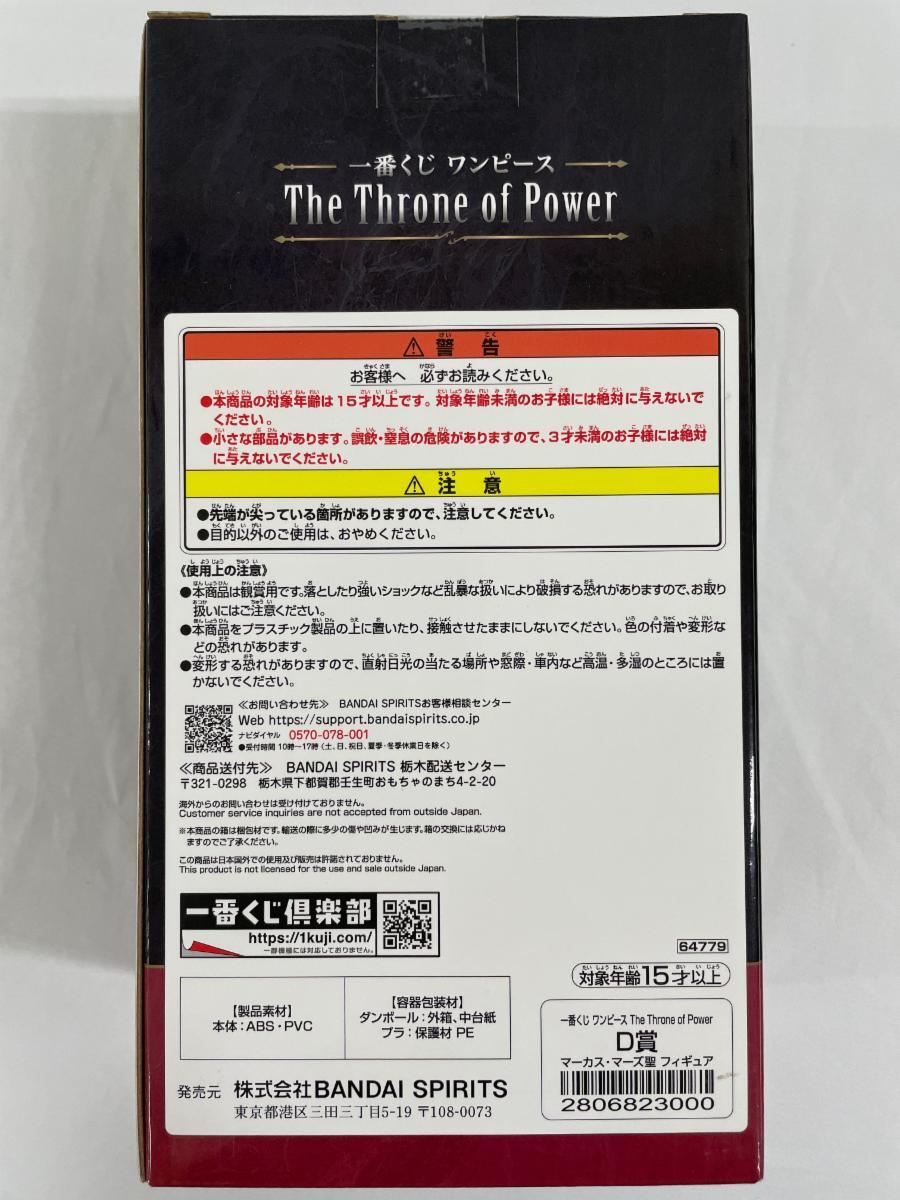 一番くじ ワンピース
The Throne of Power
⚠ 警告
お客様へ 必ずお読みください。
●本商品の対象年齢は15才以上です。対象年齢未満のお子様には絶対に与えないで
ください。
●小さな部品があります。誤飲・窒息の危険がありますので、3才未満のお子様には絶対
に与えないでください。
⚠ 注意
●先端が尖っている箇所がありますので、注意してください。
●目的以外のご使用は、おやめください。
《使用上の注意》
●本商品は観賞用です。落としたり強いショックなど乱暴な扱いにより破損する恐れがありますので、お取り
扱いにはご注意ください。
●本商品をプラスチック製品の上に置いたり、接触させたままにしないでください。色の付着や変形な
どの恐れがあります。
●変形する恐れがありますので、直射日光の当たる場所や窓際・車内など高温・多湿のところには置
かないでください。
≪お問い合わせ先≫ BANDAI SPIRITSお客様相談センター
Web https://support.bandaispirits.co.jp
ナビダイヤル 0570-078-001
●受付時間 10時～17時 (土、日、祝日、夏季・冬季休業日を除く)
≪商品送付先≫ BANDAI SPIRITS 栃木配送センター
〒321-0298 栃木県下都賀郡壬生町おもちゃのまち4-2-20
海外からのお問い合わせは受け付けておりません。
Customer service inquiries are not accepted from outside Japan.
※本商品の箱は梱包材です。輸送の際に多少の傷や凹みが生じます。箱の交換には応じかね
ますのでご了承ください。
この商品は日本国外での使用及び販売は許諾されておりません。
This product is not licensed for the use and sale outside Japan.
一番くじ倶楽部
https://1kuji.com/
一部機種には対応しておりません。
64779
対象年齢15才以上
【製品素材】
本体：ABS・PVC
【容器包装材】
ダンボール：外箱、中台紙
プラ：保護材 PE
一番くじ ワンピース The Throne of Power
D賞
マーカス・マーズ聖 フィギュア
2806823000
発売元 株式会社BANDAI SPIRITS
東京都港区三田三丁目5-19 〒108-0073